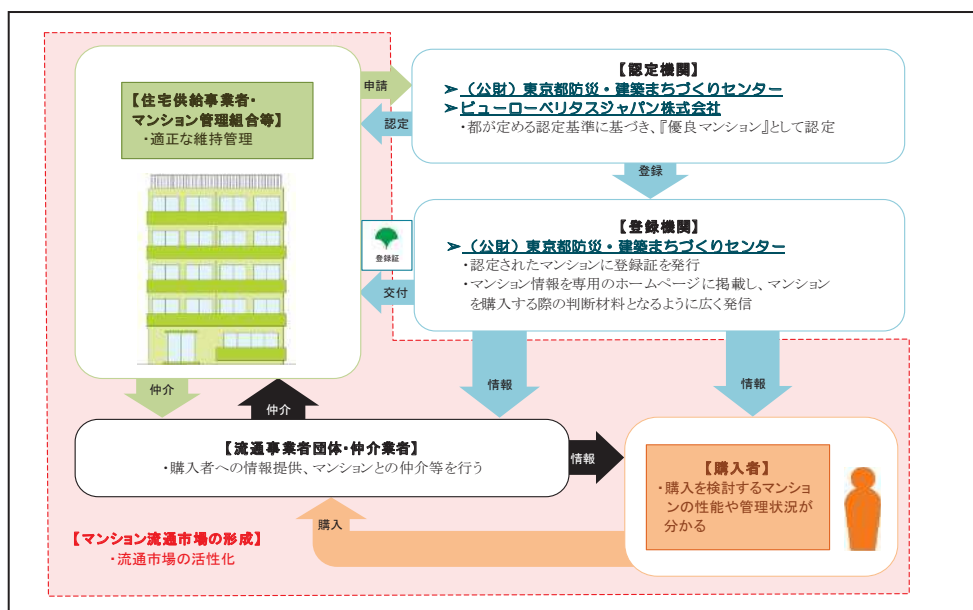 【住宅供給事業者・
マンション管理組合等】
・適正な維持管理
申請
認定
【認定機関】
➤（公財）東京都防災・建築まちづくりセンター
➤ビューローベリタスジャパン株式会社
・都が定める認定基準に基づき、『優良マンション』として認定
登録
【登録機関】
➤（公財）東京都防災・建築まちづくりセンター
・認定されたマンションに登録証を発行
・マンション情報を専用のホームページに掲載し、マンション
を購入する際の判断材料となるように広く発信
登録証
交付
仲介
仲介
情報
情報
【流通事業者団体・仲介業者】
・購入者への情報提供、マンションとの仲介等を行う
情報
【購入者】
・購入を検討するマンショ
ンの性能や管理状況が
分かる
購入
【マンション流通市場の形成】
・流通市場の活性化